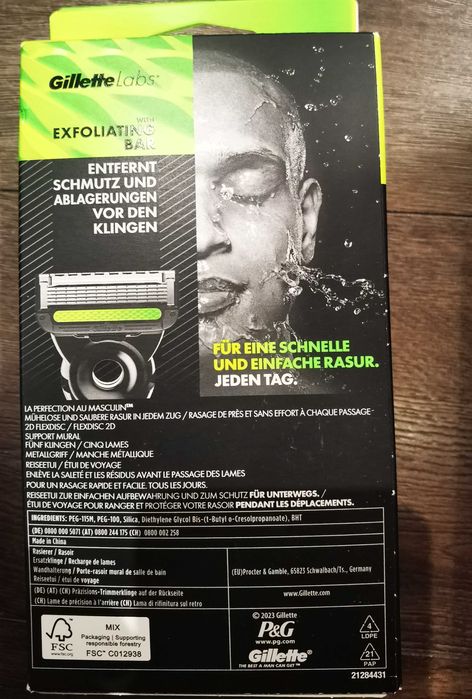 GilletteLabs
WITH
EXFOLIATING
BAR
ENTFERNT
SCHMUTZ UND
ABLAGERUNGEN
VOR DEN
KLINGEN
FÜR EINE SCHNELLE
UND EINFACHE RASUR.
JEDEN TAG.
LA PERFECTION AU MASCULIN™
MÜHELOSE UND SAUBERE RASUR IN JEDEM ZUG / RASAGE DE PRÈS ET SANS EFFORT À CHAQUE PASSAGE
2D FLEXDISC / FLEXDISC 2D
SUPPORT MURAL
FÜNF KLINGEN / CINQ LAMES
METALLGRIFF / MANCHE MÉTALLIQUE
REISEETUI / ÉTUI DE VOYAGE
ENLÈVE LA SALETÉ ET LES RÉSIDUS AVANT LE PASSAGE DES LAMES
POUR UN RASAGE RAPIDE ET FACILE. TOUS LES JOURS.
REISEETUI ZUR EINFACHEN AUFBEWAHRUNG UND ZUM SCHUTZ FÜR UNTERWEGS. /
ÉTUI DE VOYAGE POUR RANGER ET PROTÉGER VOTRE RASOIR PENDANT LES DÉPLACEMENTS.
INGREDIENTS: PEG-115M, PEG-100, Silica, Diethylene Glycol Bis-(t-Butyl o-Cresolpropanoate), BHT
(DE) 0800 000 5071 (AT) 0800 244 175 (CH) 0800 002 258
Made in China
Rasierer / Rasoir
Ersatzklinge / Recharge de lames
Wandhalterung / Porte-rasoir mural de salle de bain
Reiseetui / étui de voyage
(EU)Procter & Gamble, 65823 Schwalbach/Ts., Germany
(DE) (AT) (CH) Präzisions-Trimmerklinge auf der Rückseite
(CH) Lame de précision à l'arrière / (CH) Lama di rifinitura sul retro
www.Gillette.com
FSC
www.fsc.org
MIX
Packaging | Supporting
responsible forestry
FSC™ C012938
© 2023 Gillette
P&G
www.pg.com
Gillette
THE BEST A MAN CAN GET™
4
LDPE
21
PAP
21284431